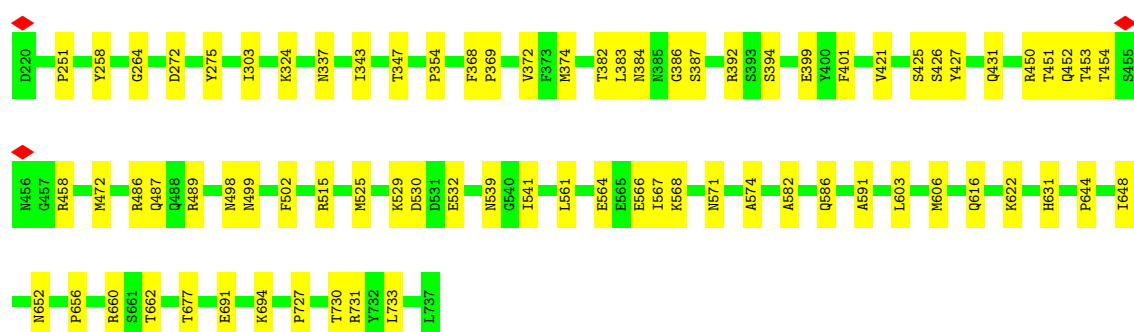 D220 P251 Y258 G264 D272 Y275 I303 K324 N337 I343 T347 P354 F368 P369 V372 F373 M374 T382 L383 N384 N385 G386 S387 R392 S393 S394 E399 Y400 F401 V421 S425 S426 Y427 Q431 R450 T451 Q452 T453 T454 S455
N456 G457 R458 M472 R486 Q487 Q488 R489 N498 N499 F502 R515 M525 K529 D530 D531 E532 N539 G540 I541 L561 E564 E565 E566 I567 K568 N571 A574 A582 Q586 A591 L603 M606 Q616 K622 H631 P644 I648
N652 P656 R660 S661 T662 T677 E691 K694 P727 T730 R731 Y732 L733 L737